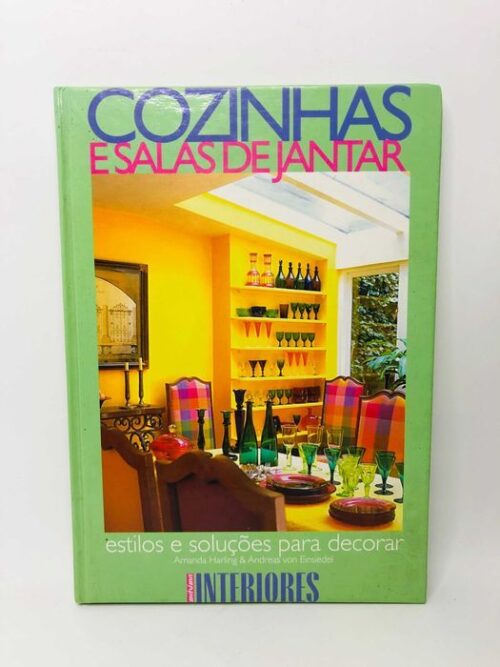 COZINHAS
E SALAS DE JANTAR
estilos e soluções para decorar
Amanda Harling & Andreas von Einsiedel
INTERIORES